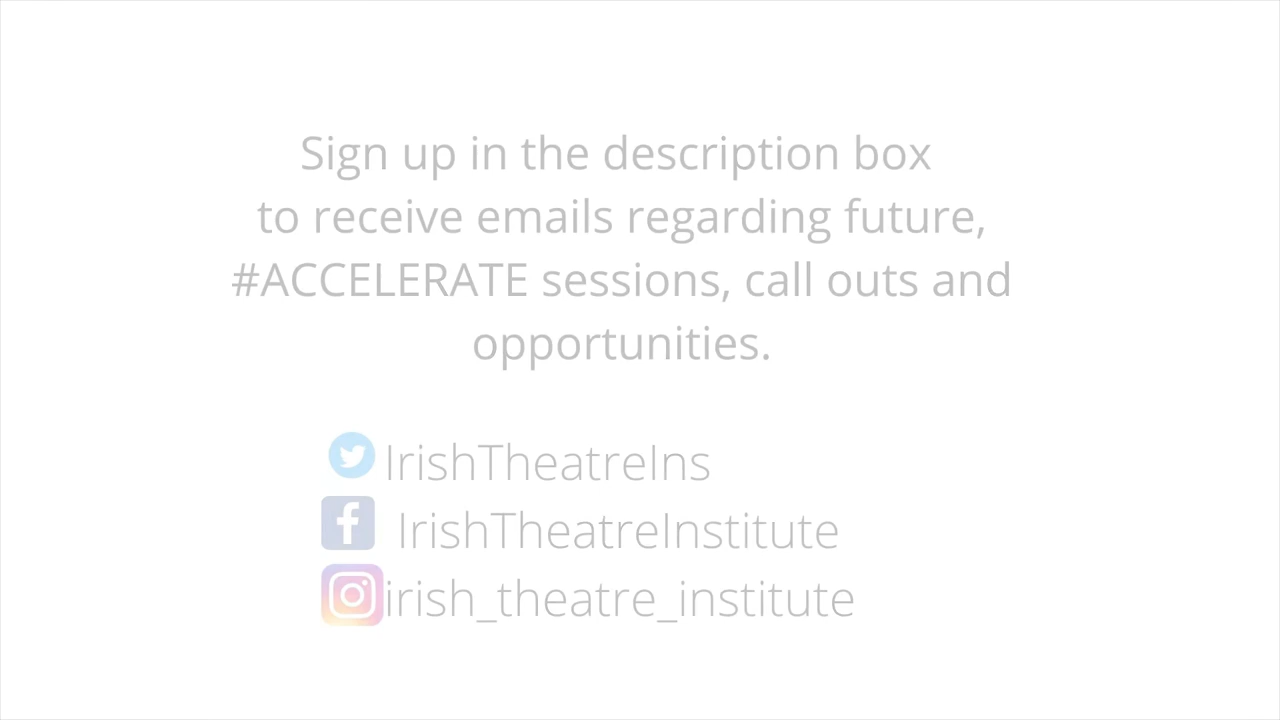 Sign up in the description box
to receive emails regarding future,
#ACCELERATE sessions, call outs and
opportunities.
IrishTheatreIns
IrishTheatreInstitute
irish_theatre_institute